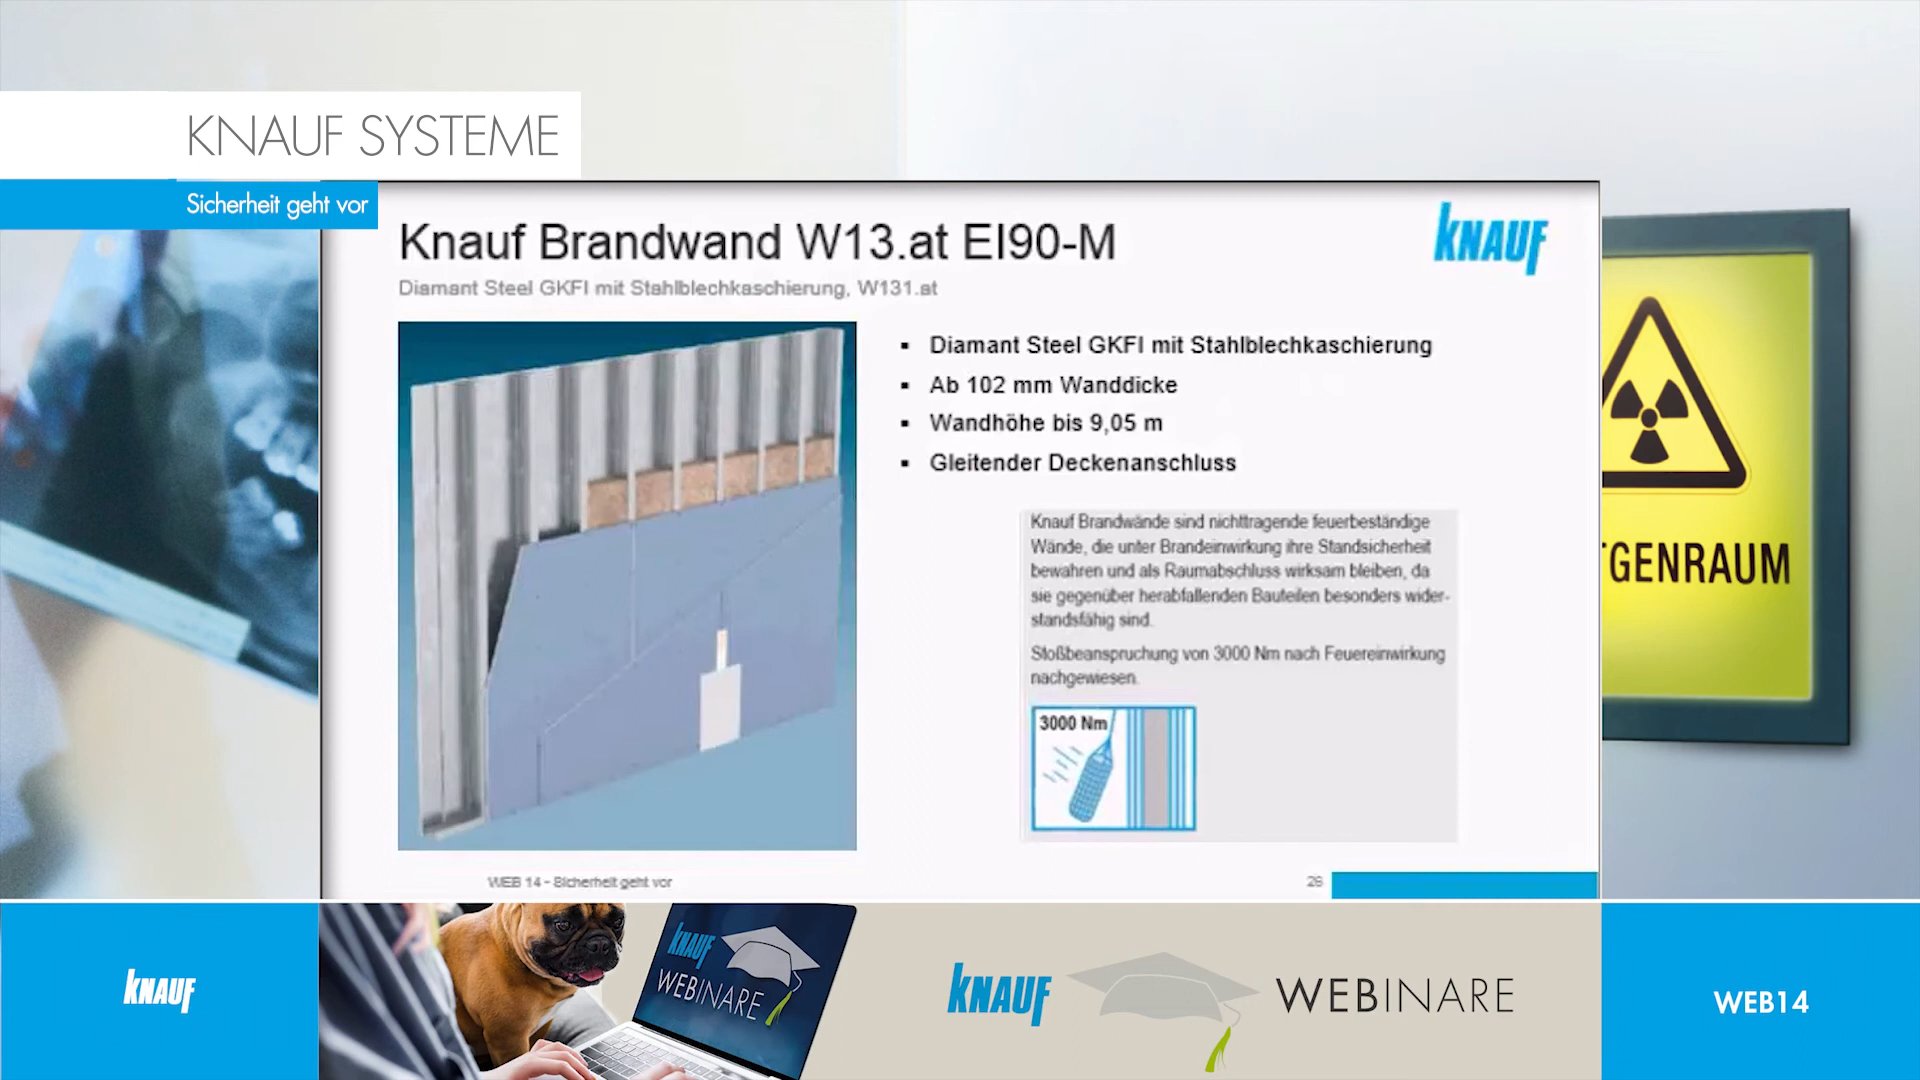 KNAUF SYSTEME
Sicherheit geht vor
Knauf Brandwand W13.at EI90-M
Diamant Steel GKFI mit Stahlblechkaschierung, W131.at
KNAUF
▪ Diamant Steel GKFI mit Stahlblechkaschierung
▪ Ab 102 mm Wanddicke
▪ Wandhöhe bis 9,05 m
▪ Gleitender Deckenanschluss
Knauf Brandwände sind nichttragende feuerbeständige
Wände, die unter Brandeinwirkung ihre Standsicherheit
bewahren und als Raumabschluss wirksam bleiben, da
sie gegenüber herabfallenden Bauteilen besonders wider-
standsfähig sind.
Stoßbeanspruchung von 3000 Nm nach Feuereinwirkung
nachgewiesen.
3000 Nm
WEB 14 - Sicherheit geht vor
26
TGENRAUM
KNAUF
KNAUF
WEBINARE
KNAUF
WEBINARE
WEB14